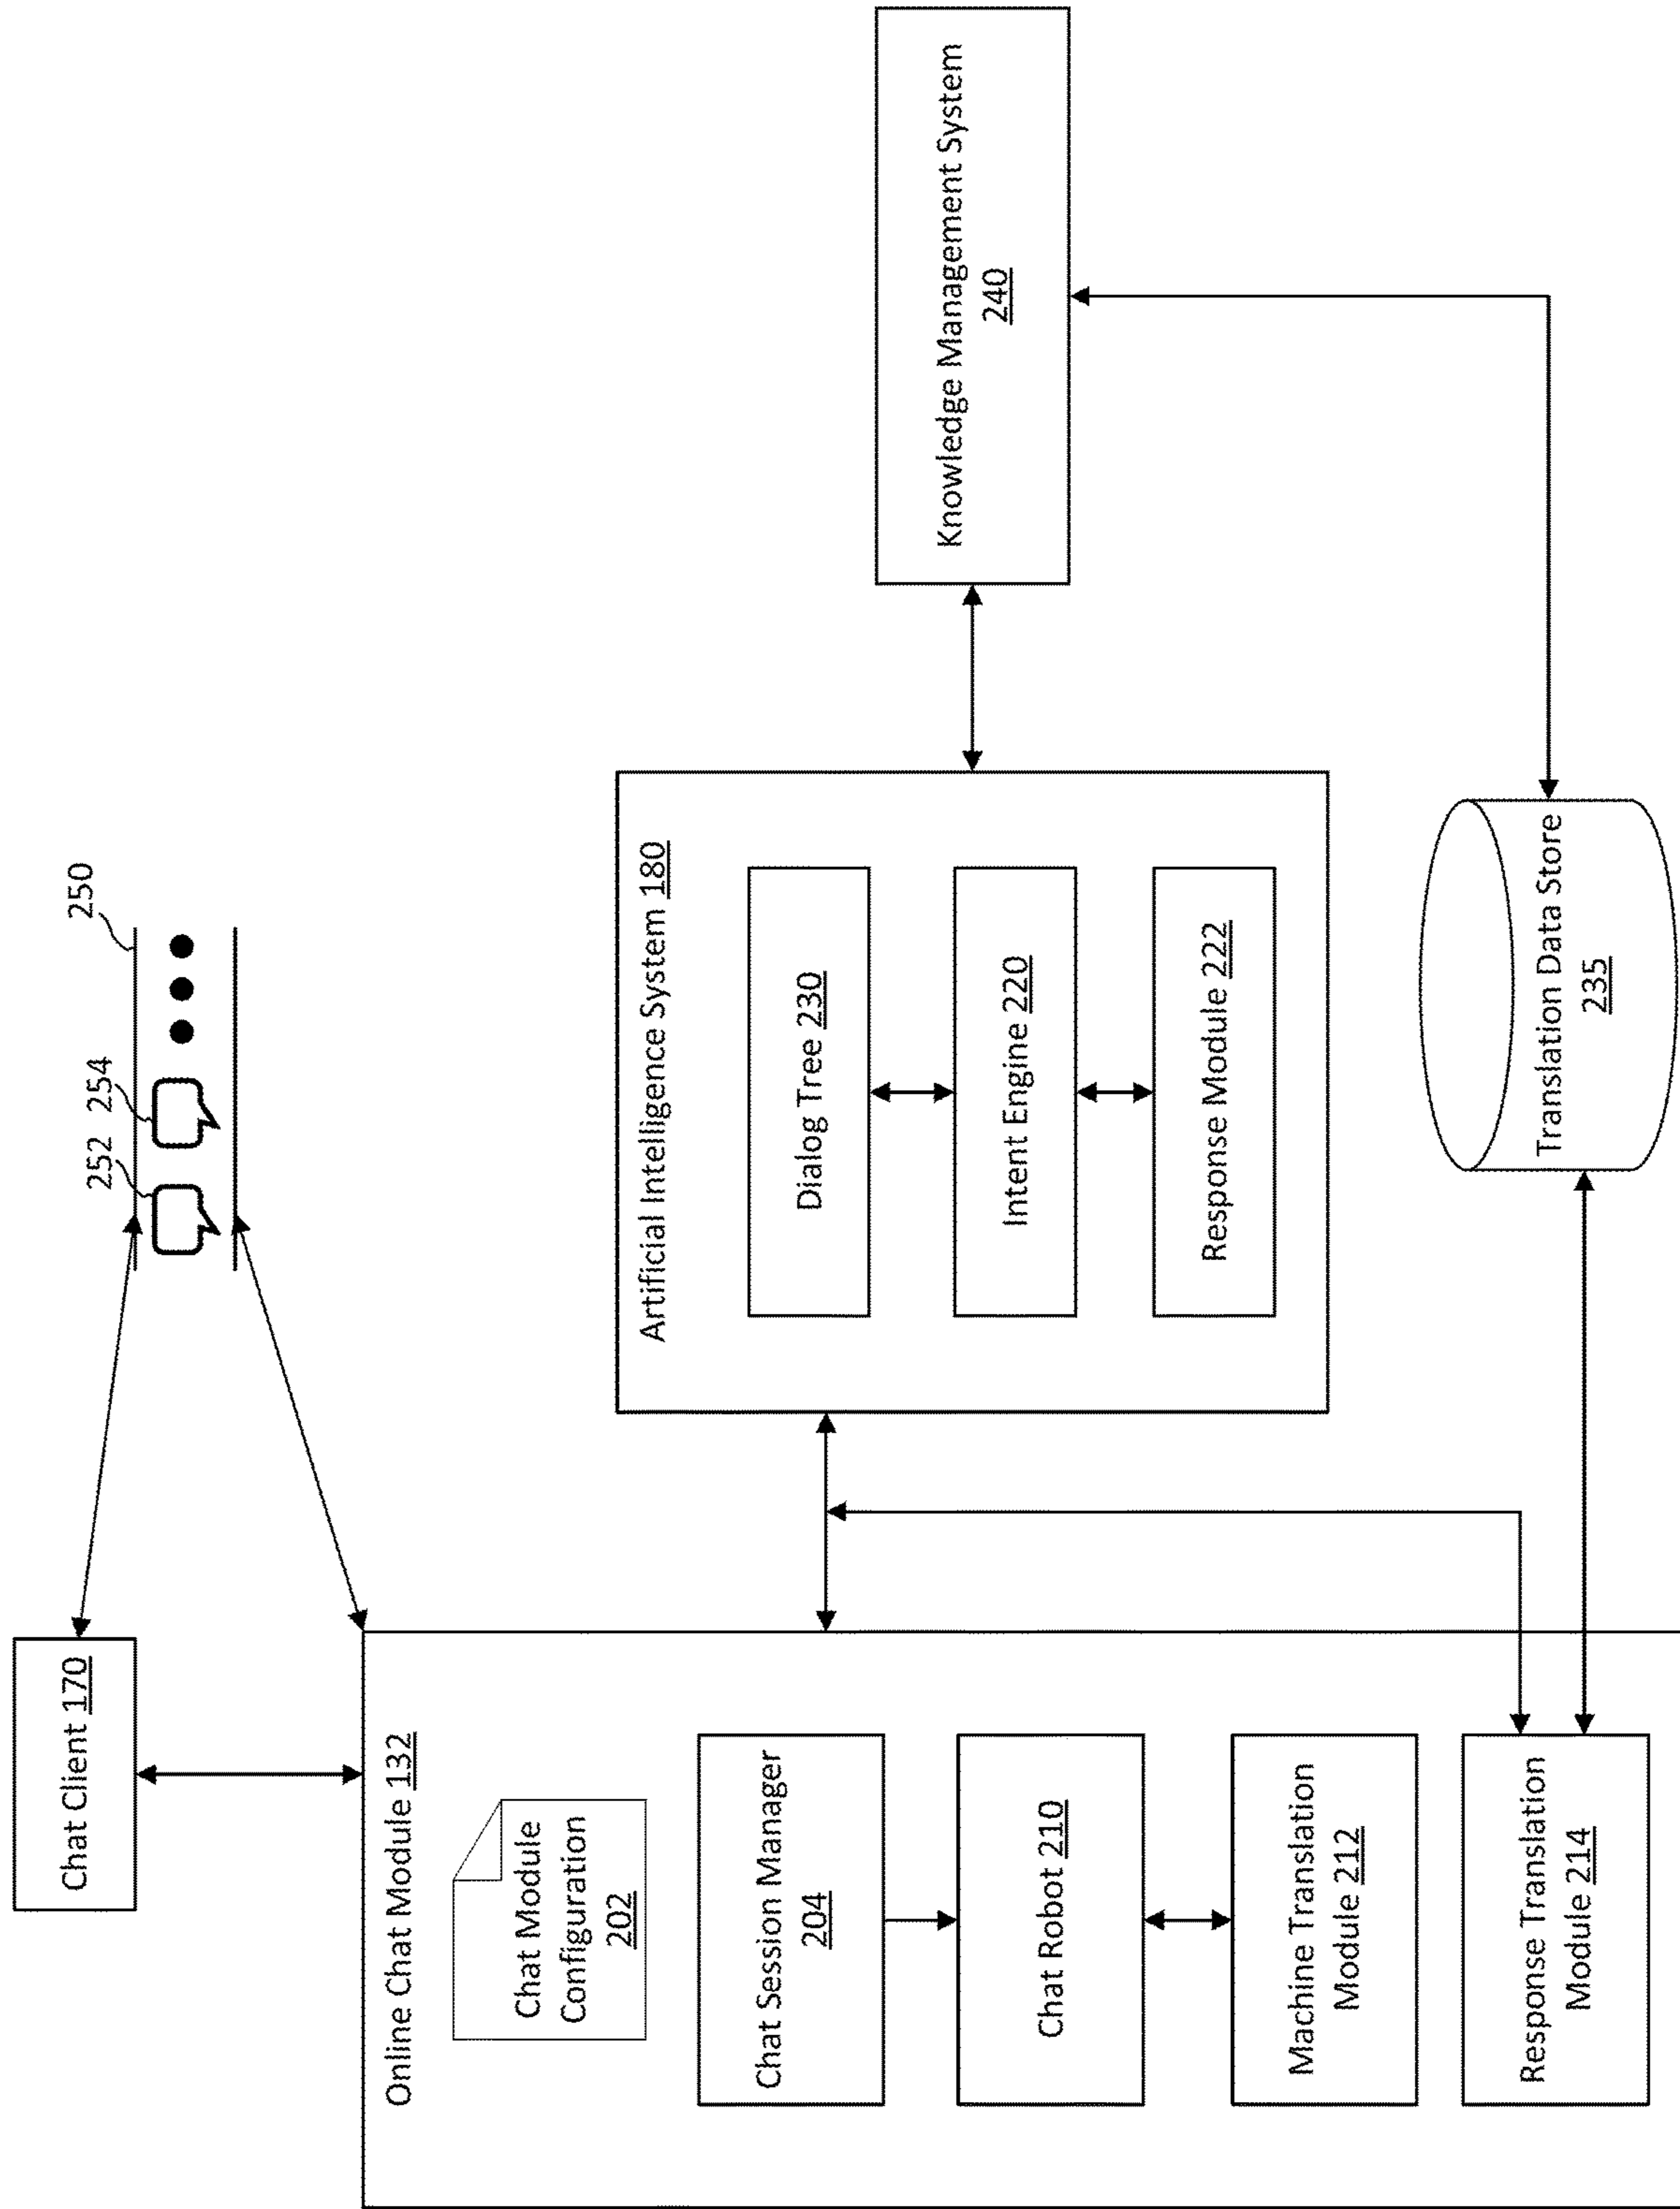 Chat Client 170
252
254
250
Online Chat Module 132
Chat Module
Configuration
202
Chat Session Manager
204
Chat Robot 210
Machine Translation
Module 212
Response Translation
Module 214
Artificial Intelligence System 180
Dialog Tree 230
Intent Engine 220
Response Module 222
Knowledge Management System
240
Translation Data Store
235